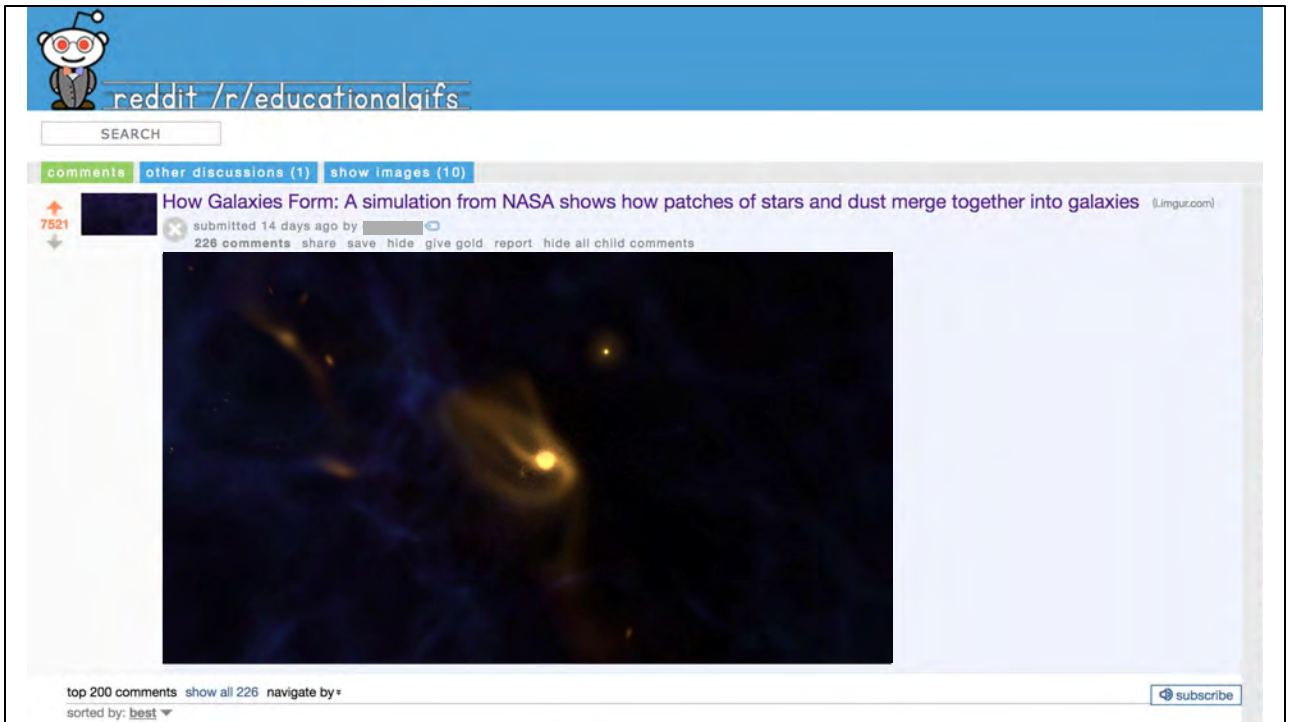 reddit /r/educationalgifs
SEARCH
comments other discussions (1) show images (10)
How Galaxies Form: A simulation from NASA shows how patches of stars and dust merge together into galaxies (i.imgur.com)
7521
submitted 14 days ago by
226 comments share save hide give gold report hide all child comments
top 200 comments show all 226 navigate by
sorted by: best
subscribe